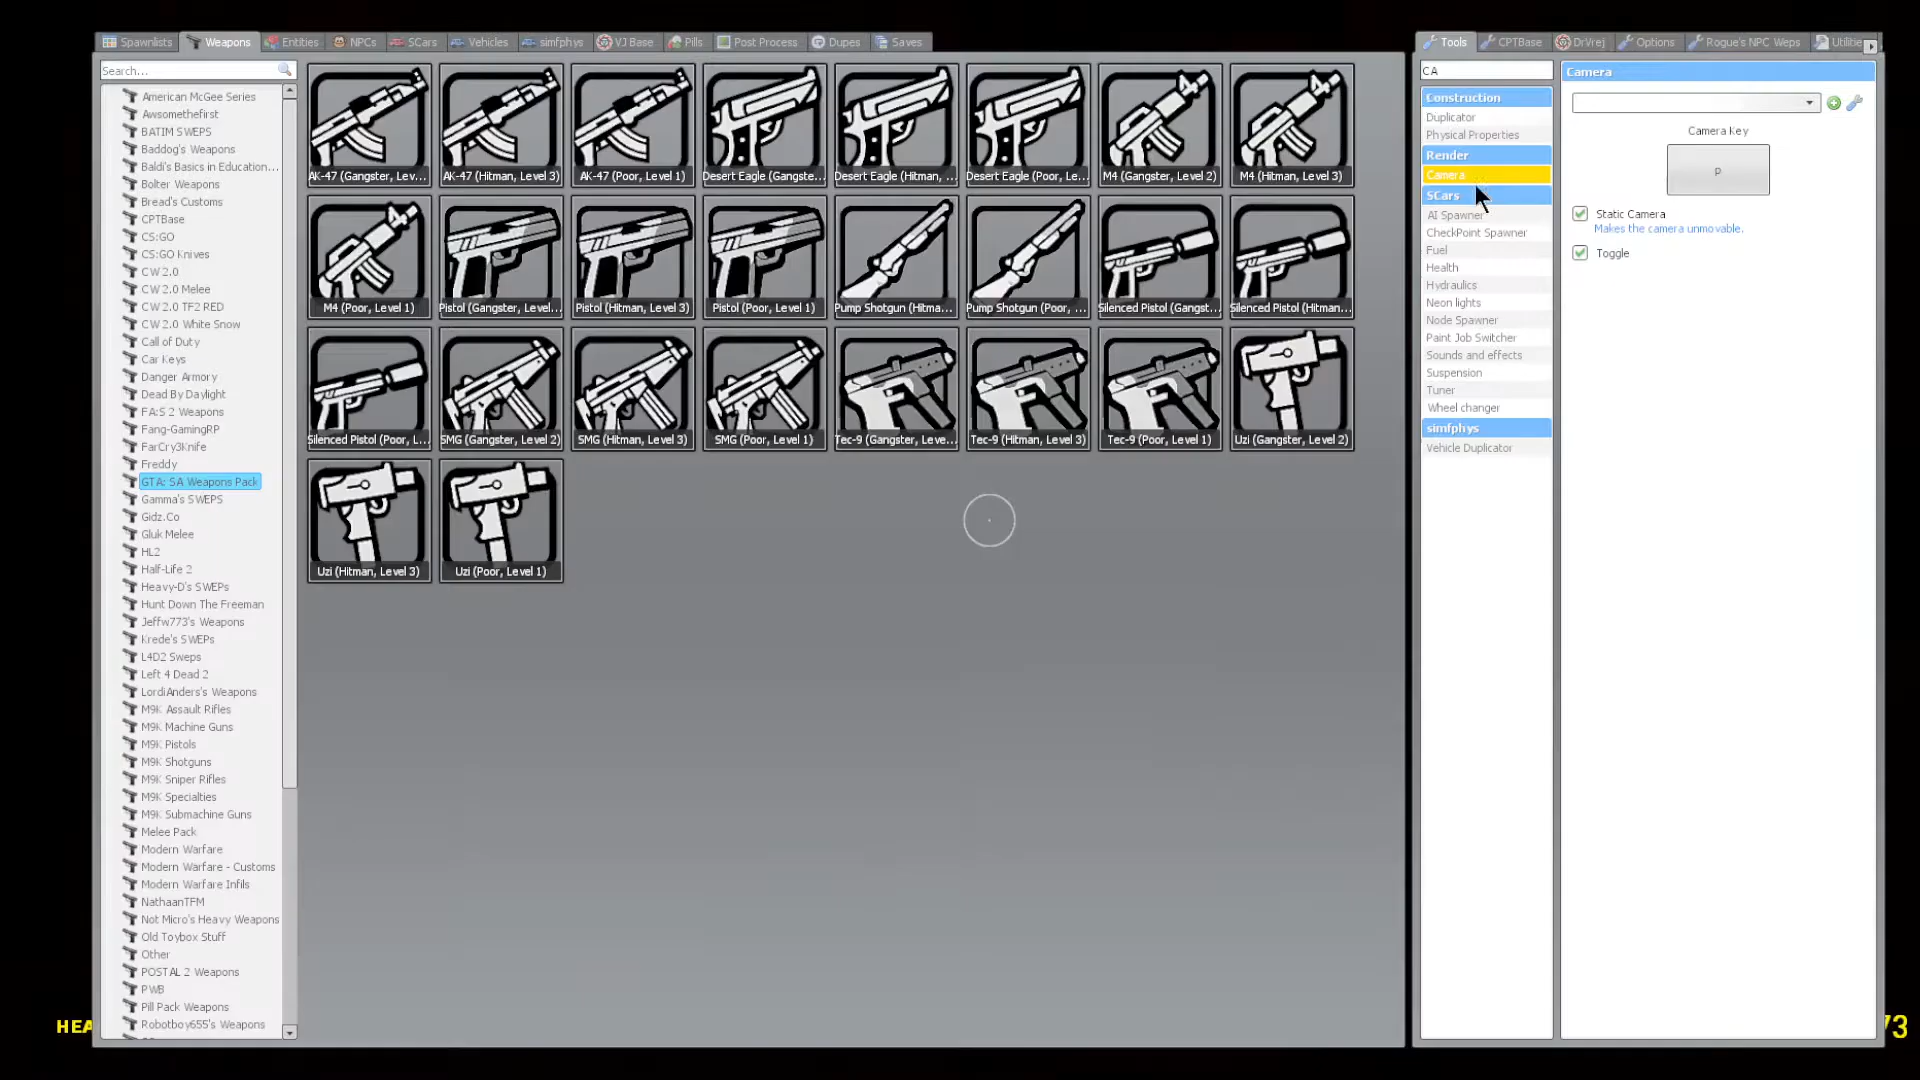 Spawnlists
Weapons
Entities
NPCs
SCars
Vehicles
simfphys
VJ Base
Pills
Post Process
Dupes
Saves
Search...
American McGee Series
Awsomethefirst
BATIM SWEPS
Baddog's Weapons
Baldi's Basics in Education...
Bolter Weapons
Bread's Customs
CPTBase
CS:GO
CS:GO Knives
CW 2.0
CW 2.0 Melee
CW 2.0 TF2 RED
CW 2.0 White Snow
Call of Duty
Car Keys
Danger Armory
Dead By Daylight
FA:S 2 Weapons
Fang-GamingRP
FarCry3Knife
Freddy
GTA: SA Weapons Pack
Gamma's SWEPS
Gidz.Co
Gluk Melee
HL2
Half-Life 2
Heavy-D's SWEPs
Hunt Down The Freeman
Jeffw773's Weapons
Krede's SWEPs
L4D2 Sweps
Left 4 Dead 2
LordiAnders's Weapons
M9K Assault Rifles
M9K Machine Guns
M9K Pistols
M9K Shotguns
M9K Sniper Rifles
M9K Specialties
M9K Submachine Guns
Melee Pack
Modern Warfare
Modern Warfare - Customs
Modern Warfare Infils
NathaanTFM
Not Micro's Heavy Weapons
Old Toybox Stuff
Other
POSTAL 2 Weapons
PWB
Pill Pack Weapons
Robotboy655's Weapons
AK-47 (Gangster, Lev...
AK-47 (Hitman, Level 3)
AK-47 (Poor, Level 1)
Desert Eagle (Gangste...
Desert Eagle (Hitman, ...
Desert Eagle (Poor, Le...
M4 (Gangster, Level 2)
M4 (Hitman, Level 3)
M4 (Poor, Level 1)
Pistol (Gangster, Level...
Pistol (Hitman, Level 3)
Pistol (Poor, Level 1)
Pump Shotgun (Hitma...
Pump Shotgun (Poor, ...
Silenced Pistol (Gangst...
Silenced Pistol (Hitman...
Silenced Pistol (Poor, L...
SMG (Gangster, Level 2)
SMG (Hitman, Level 3)
SMG (Poor, Level 1)
Tec-9 (Gangster, Leve...
Tec-9 (Hitman, Level 3)
Tec-9 (Poor, Level 1)
Uzi (Gangster, Level 2)
Uzi (Hitman, Level 3)
Uzi (Poor, Level 1)
Tools
CPTBase
DrVrej
Options
Rogue's NPC Weps
Utilitie
CA
Construction
Duplicator
Physical Properties
Render
Camera
SCars
AI Spawner
CheckPoint Spawner
Fuel
Health
Hydraulics
Neon lights
Node Spawner
Paint Job Switcher
Sounds and effects
Suspension
Tuner
Wheel changer
simfphys
Vehicle Duplicator
Camera
Camera Key
P
Static Camera
Makes the camera unmovable.
Toggle
HEA
73